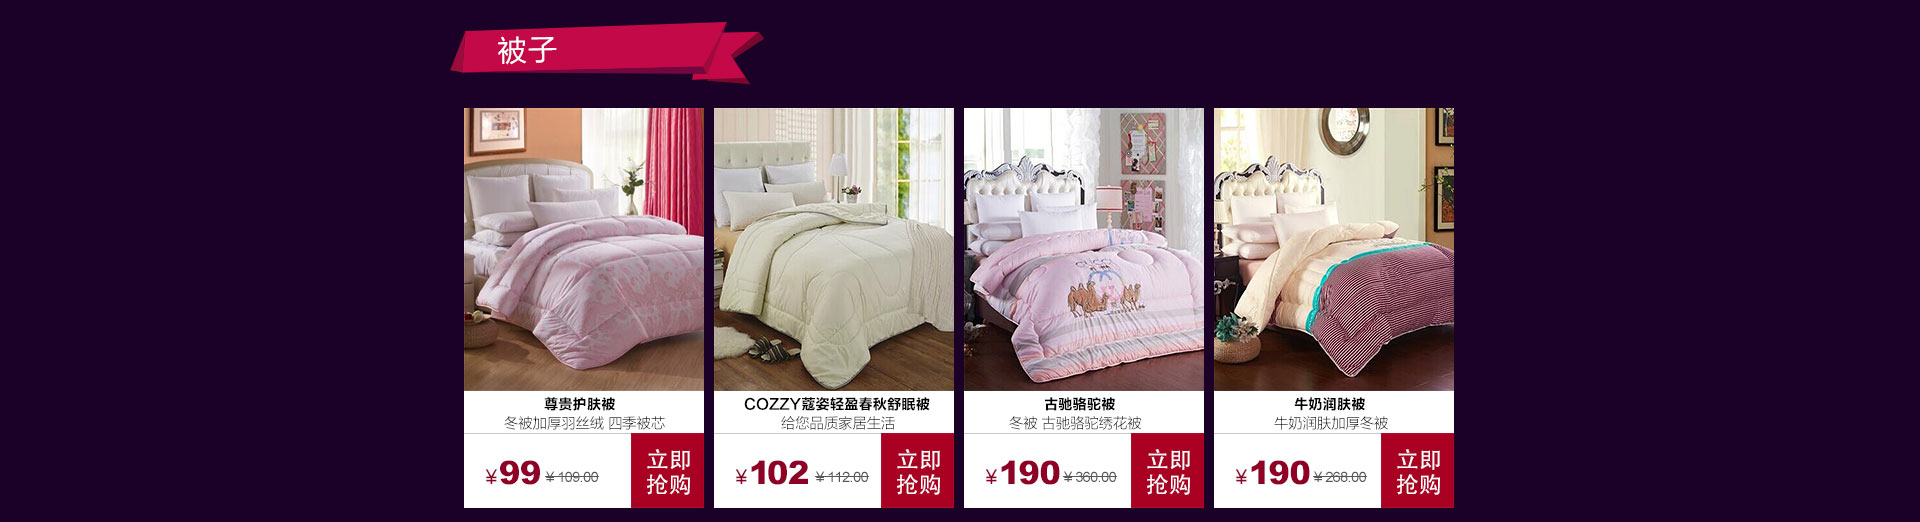 被子
尊贵护肤被
冬被加厚羽丝绒 四季被芯
¥99 ¥109.00
立即
抢购
COZZY蔻姿轻盈春秋舒眠被
给您品质家居生活
¥102 ¥112.00
立即
抢购
古驰骆驼被
冬被 古驰骆驼绣花被
¥190 ¥360.00
立即
抢购
牛奶润肤被
牛奶润肤加厚冬被
¥190 ¥268.00
立即
抢购